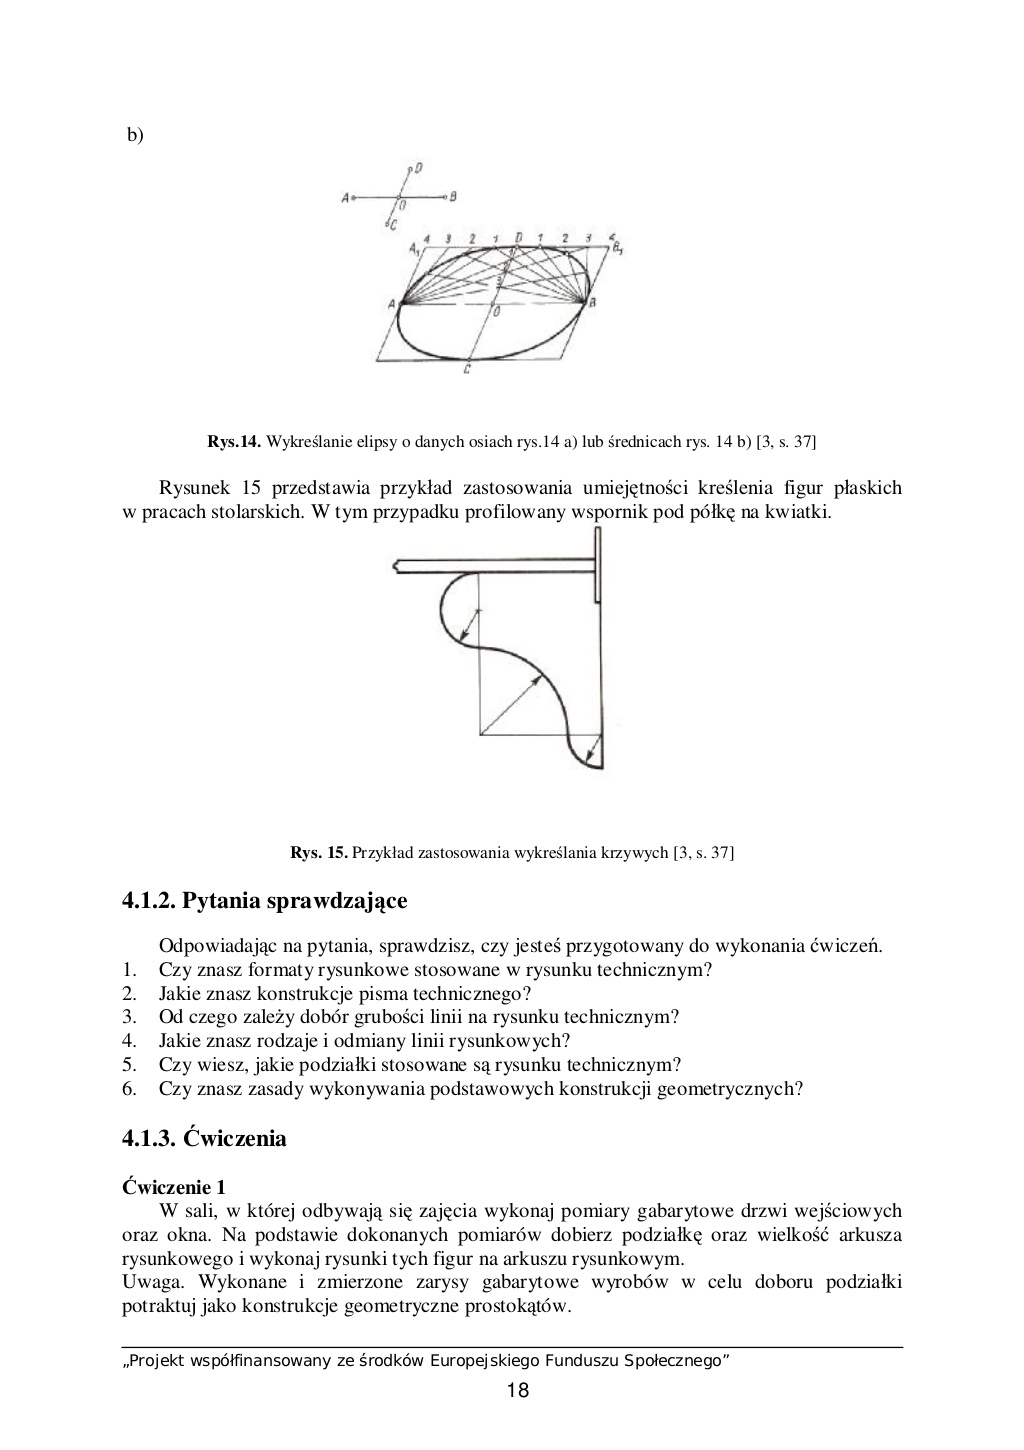 b)
D
A B
O
C
4 3 2 1 D 1 2 3 4
A₁ B₁
1
2
3
A O B
C
Rys.14. Wykreślanie elipsy o danych osiach rys.14 a) lub średnicach rys. 14 b) [3, s. 37]
Rysunek 15 przedstawia przykład zastosowania umiejętności kreślenia figur płaskich
w pracach stolarskich. W tym przypadku profilowany wspornik pod półkę na kwiatki.
Rys. 15. Przykład zastosowania wykreślania krzywych [3, s. 37]
4.1.2. Pytania sprawdzające
Odpowiadając na pytania, sprawdzisz, czy jesteś przygotowany do wykonania ćwiczeń.
1. Czy znasz formaty rysunkowe stosowane w rysunku technicznym?
2. Jakie znasz konstrukcje pisma technicznego?
3. Od czego zależy dobór grubości linii na rysunku technicznym?
4. Jakie znasz rodzaje i odmiany linii rysunkowych?
5. Czy wiesz, jakie podziałki stosowane są rysunku technicznym?
6. Czy znasz zasady wykonywania podstawowych konstrukcji geometrycznych?
4.1.3. Ćwiczenia
Ćwiczenie 1
W sali, w której odbywają się zajęcia wykonaj pomiary gabarytowe drzwi wejściowych
oraz okna. Na podstawie dokonanych pomiarów dobierz podziałkę oraz wielkość arkusza
rysunkowego i wykonaj rysunki tych figur na arkuszu rysunkowym.
Uwaga. Wykonane i zmierzone zarysy gabarytowe wyrobów w celu doboru podziałki
potraktuj jako konstrukcje geometryczne prostokątów.
„Projekt współfinansowany ze środków Europejskiego Funduszu Społecznego”
18